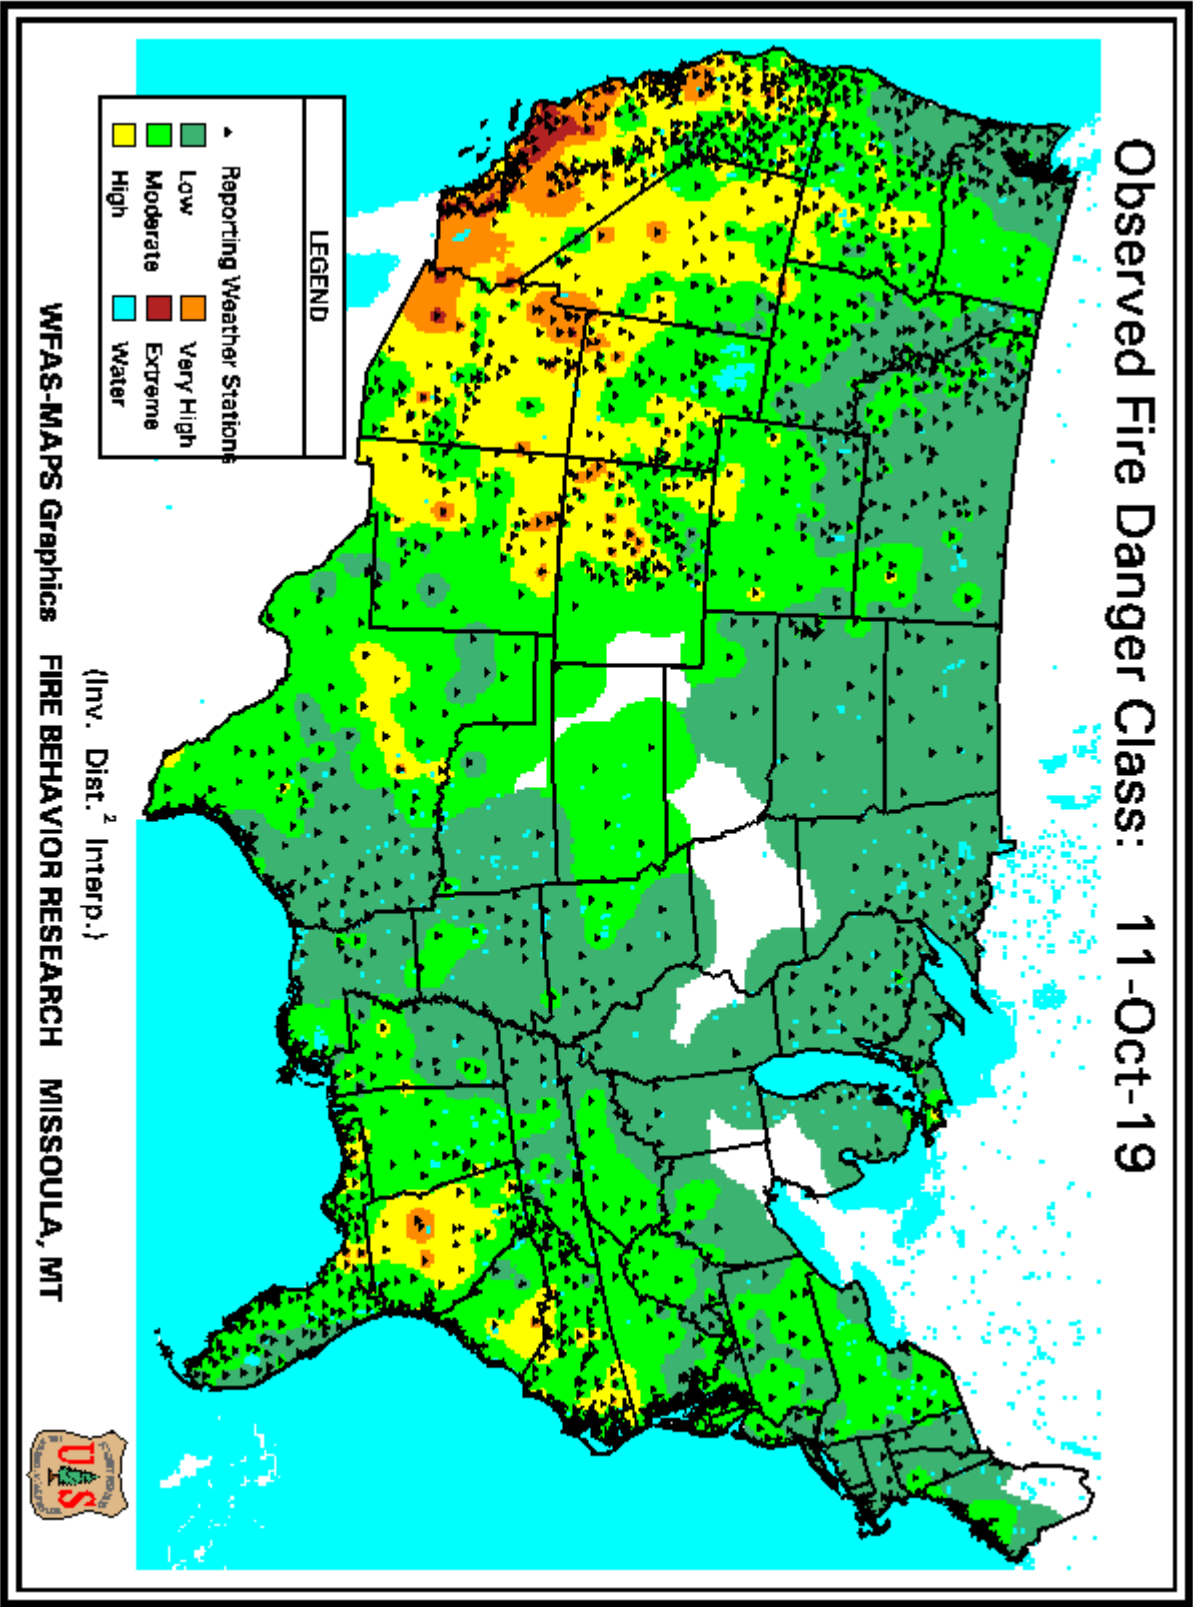 Observed Fire Danger Class: 11-Oct-19
LEGEND
Reporting Weather Stations
Low
Very High
Moderate
Extreme
High
Water
(Inv. Dist.² Interp.)
WFAS-MAPS Graphics FIRE BEHAVIOR RESEARCH MISSOULA, MT
U S